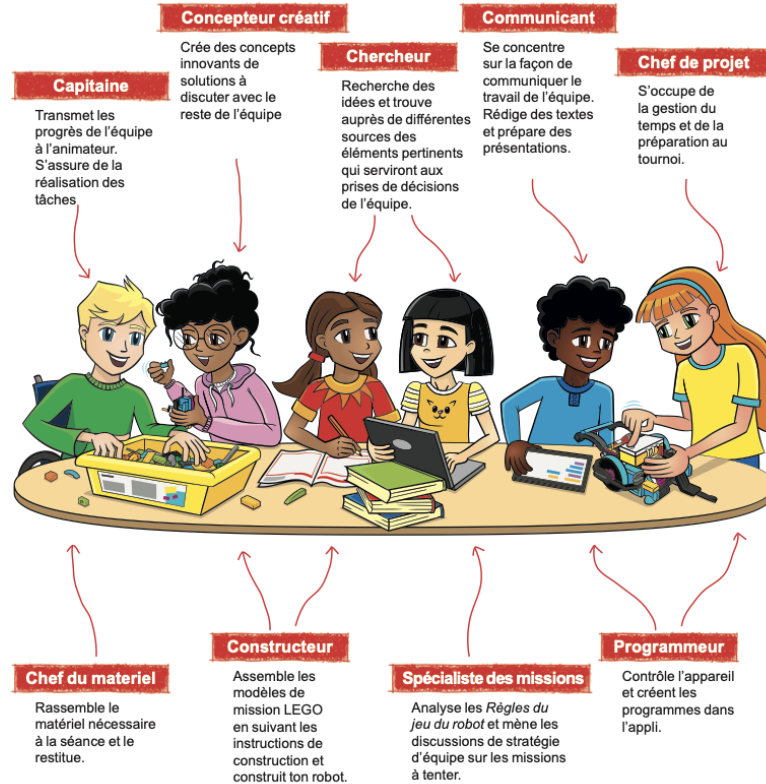 Capitaine
Transmet les
progrès de l'équipe
à l'animateur.
S'assure de la
réalisation des
tâches
Concepteur créatif
Crée des concepts
innovants de
solutions à
discuter avec le
reste de l'équipe
Chercheur
Recherche des
idées et trouve
auprès de différentes
sources des
éléments pertinents
qui serviront aux
prises de décisions
de l'équipe.
Communicant
Se concentre
sur la façon de
communiquer le
travail de l'équipe.
Rédige des textes
et prépare des
présentations.
Chef de projet
S'occupe de
la gestion du
temps et de la
préparation au
tournoi.
Chef du materiel
Rassemble le
matériel nécessaire
à la séance et le
restitue.
Constructeur
Assemble les
modèles de
mission LEGO
en suivant les
instructions de
construction et
construit ton robot.
Spécialiste des missions
Analyse les Règles du
jeu du robot et mène les
discussions de stratégie
d'équipe sur les missions
à tenter.
Programmeur
Contrôle l'appareil
et créent les
programmes dans
l'appli.